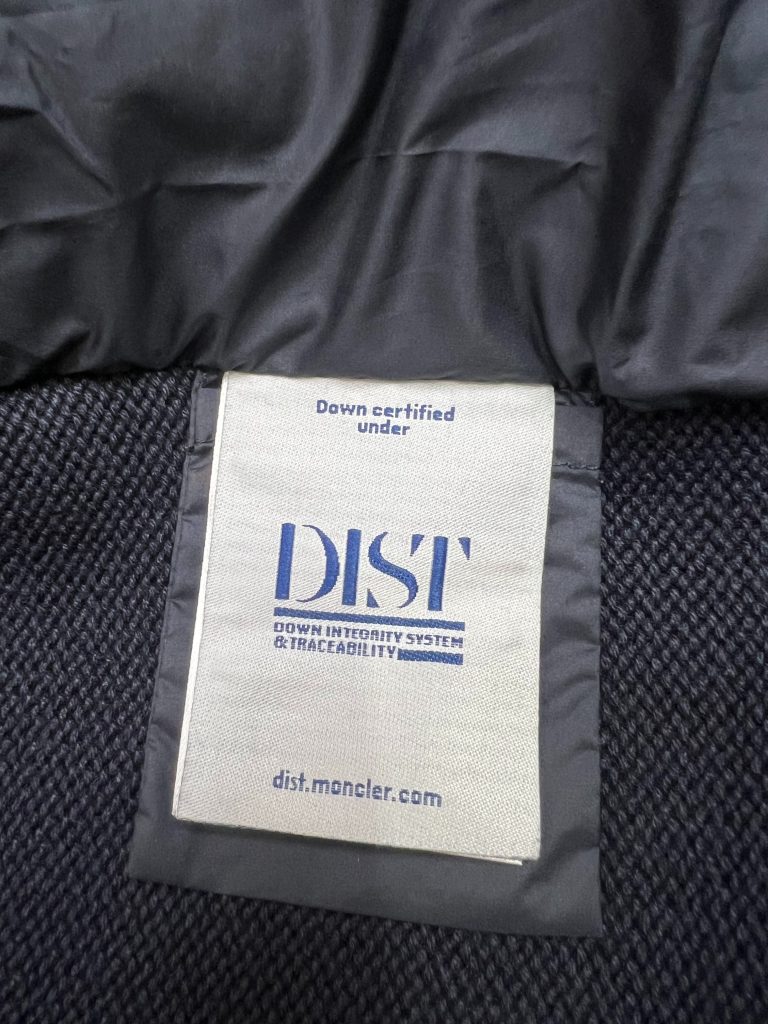 Down certified
under
DIST
DOWN INTEGRITY SYSTEM
&TRACEABILITY
dist.moncler.com